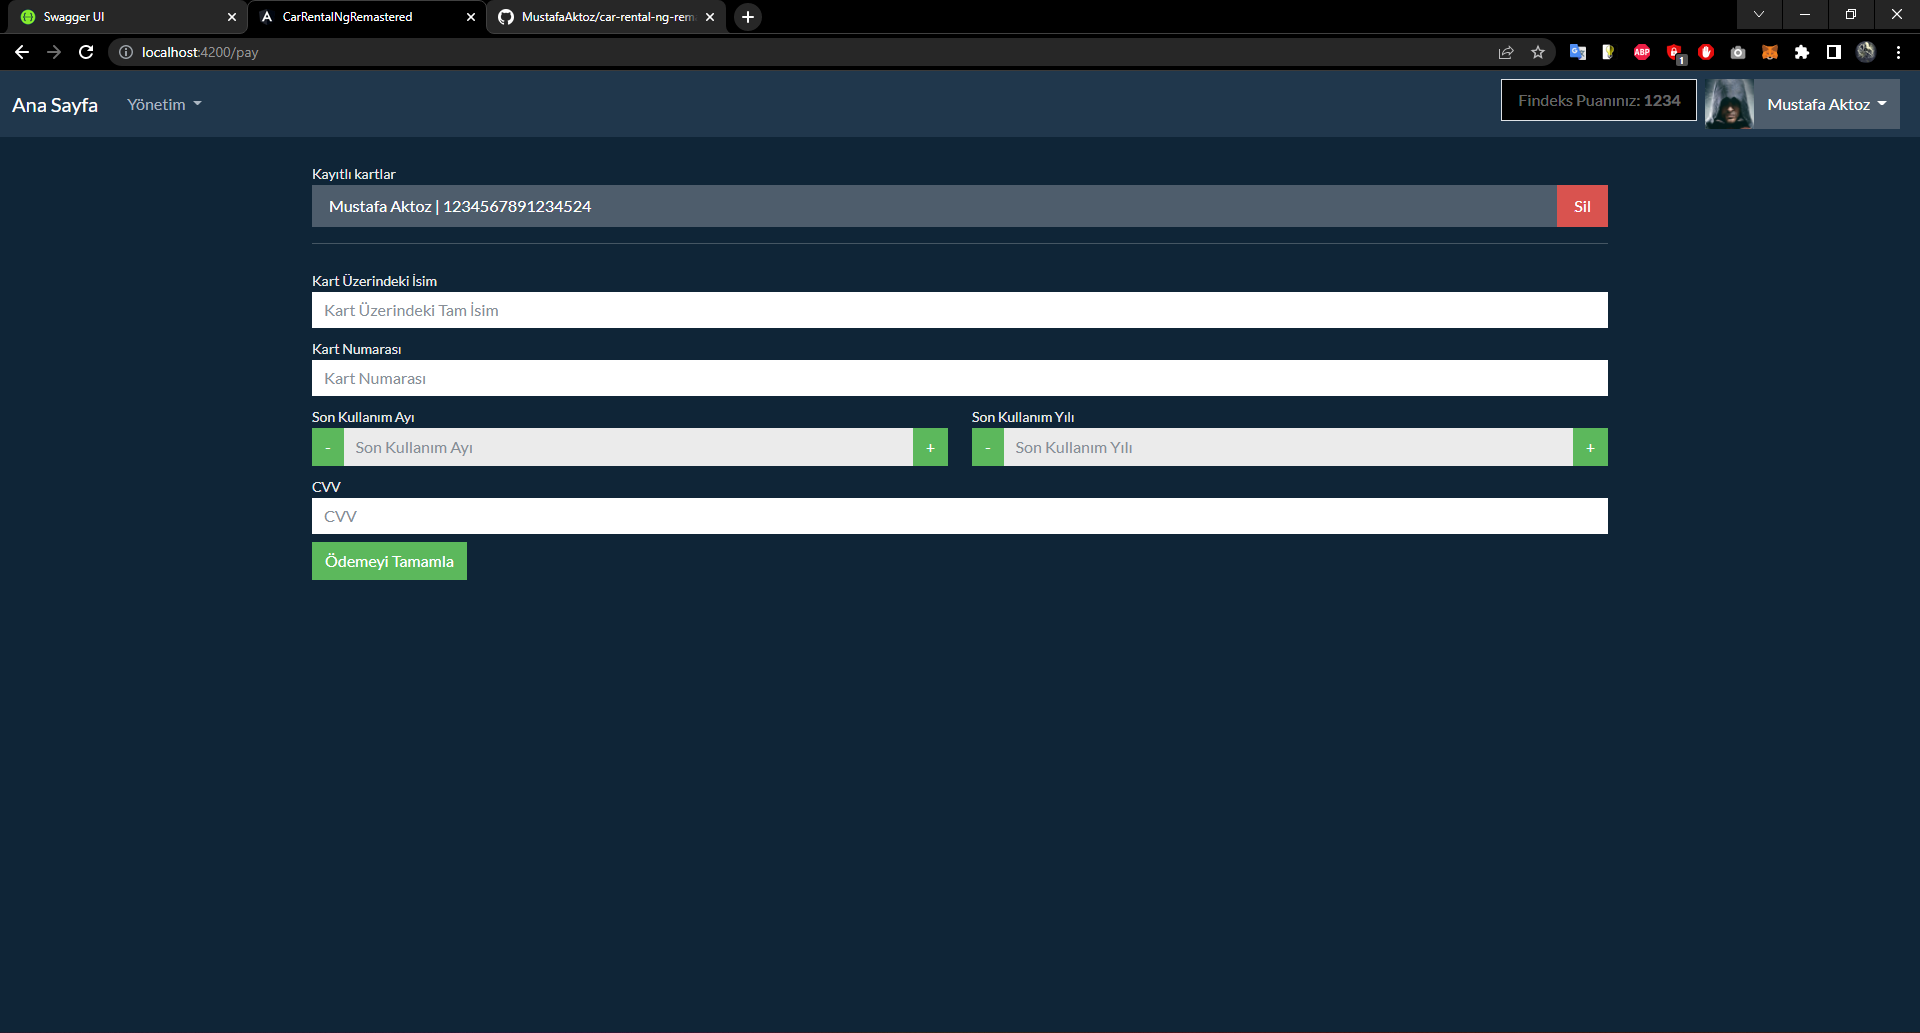 Swagger UI
CarRentalNgRemastered
MustafaAktoz/car-rental-ng-rem
localhost:4200/pay
ABP
1
Ana Sayfa
Yönetim
Findeks Puanınız: 1234
Mustafa Aktoz
Kayıtlı kartlar
Mustafa Aktoz | 1234567891234524
Sil
Kart Üzerindeki İsim
Kart Üzerindeki Tam İsim
Kart Numarası
Kart Numarası
Son Kullanım Ayı
Son Kullanım Yılı
- Son Kullanım Ayı +
- Son Kullanım Yılı +
CVV
CVV
Ödemeyi Tamamla